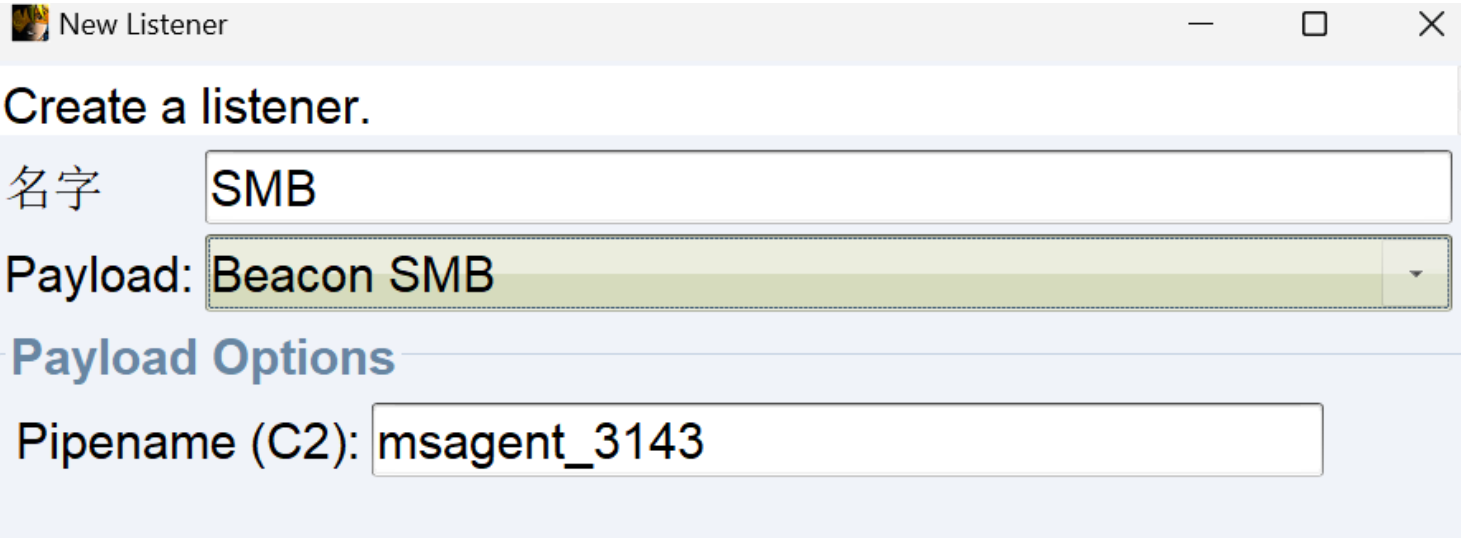 New Listener
Create a listener.
名字 SMB
Payload: Beacon SMB
Payload Options
Pipename (C2): msagent_3143